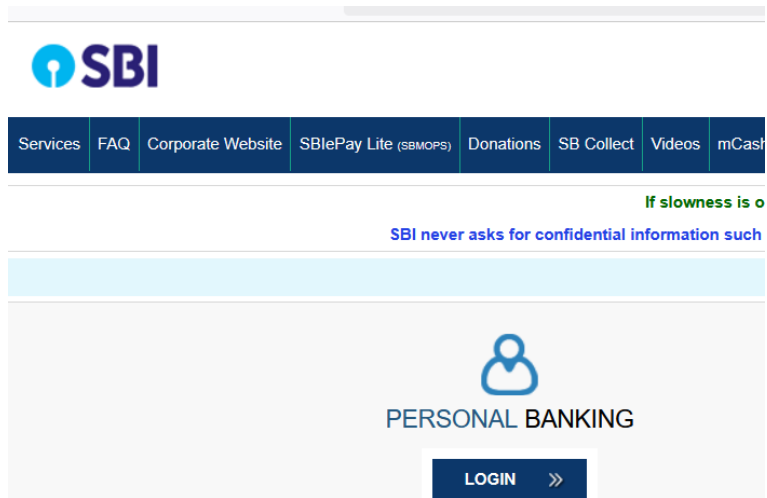 SBI
Services FAQ Corporate Website SBIePay Lite (SBMOPS) Donations SB Collect Videos mCash
If slowness is
SBI never asks for confidential information such
PERSONAL BANKING
LOGIN »